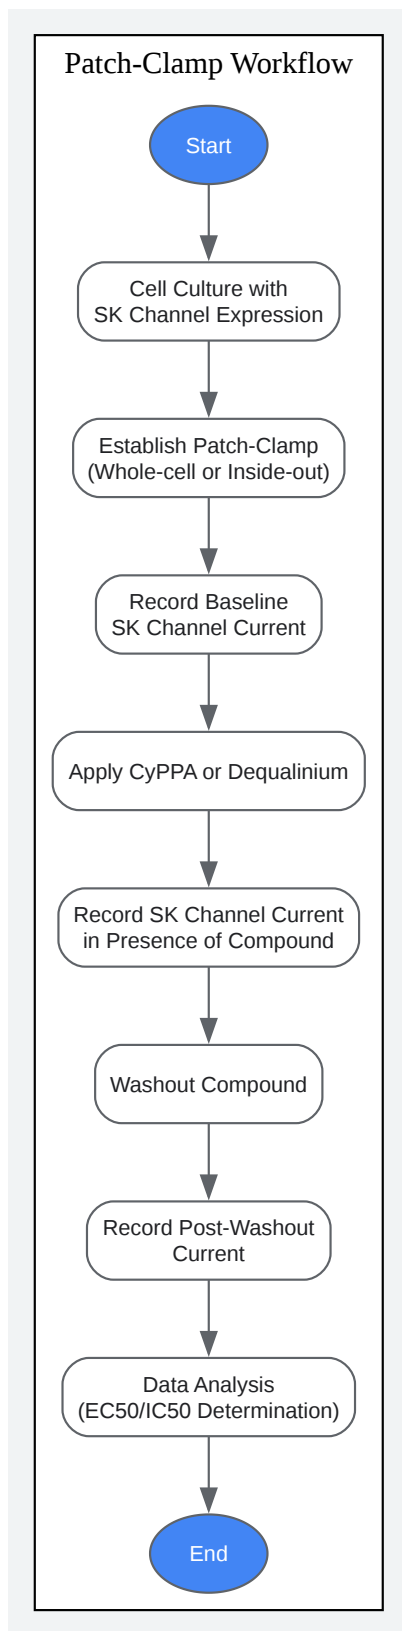 Patch-Clamp Workflow
Start
Cell Culture with
SK Channel Expression
Establish Patch-Clamp
(Whole-cell or Inside-out)
Record Baseline
SK Channel Current
Apply CyPPA or Dequalinium
Record SK Channel Current
in Presence of Compound
Washout Compound
Record Post-Washout
Current
Data Analysis
(EC50/IC50 Determination)
End